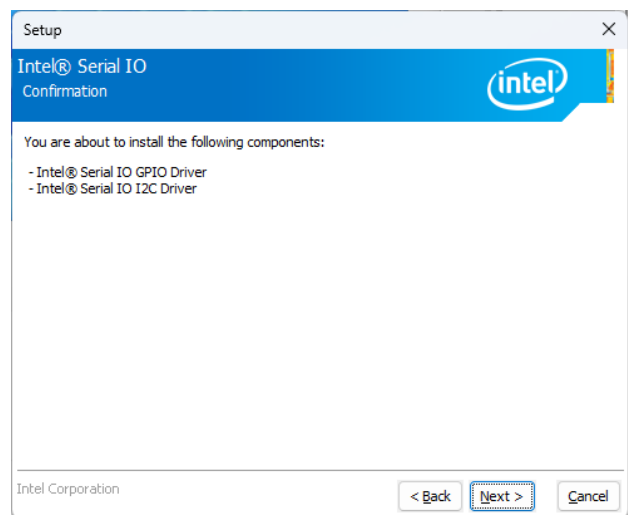 Setup
Intel® Serial IO
Confirmation
intel
You are about to install the following components:
- Intel® Serial IO GPIO Driver
- Intel® Serial IO I2C Driver
Intel Corporation
< Back
Next >
Cancel